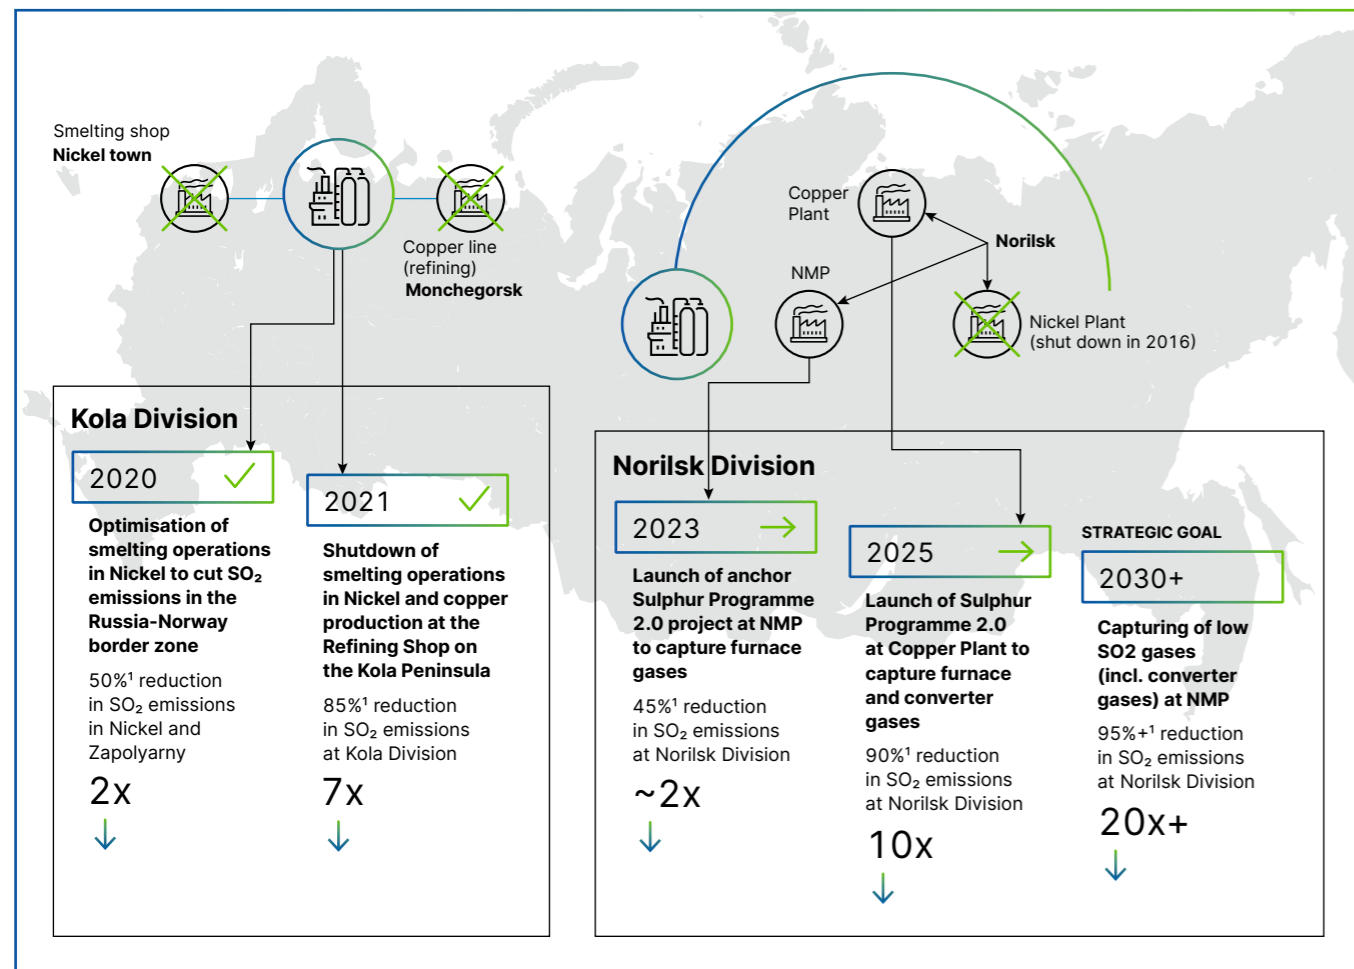 Smelting shop
Nickel town
Copper line
(refining)
Monchegorsk
Copper
Plant
Norilsk
NMP
Nickel Plant
(shut down in 2016)
Kola Division
2020
Optimisation of
smelting operations
in Nickel to cut SO₂
emissions in the
Russia-Norway
border zone
50%¹ reduction
in SO₂ emissions
in Nickel and
Zapolyarny
2x
2021
Shutdown of
smelting operations
in Nickel and copper
production at the
Refining Shop on
the Kola Peninsula
85%¹ reduction
in SO₂ emissions
at Kola Division
7x
Norilsk Division
2023
Launch of anchor
Sulphur Programme
2.0 project at NMP
to capture furnace
gases
45%¹ reduction
in SO₂ emissions
at Norilsk Division
~2x
2025
Launch of Sulphur
Programme 2.0
at Copper Plant to
capture furnace
and converter
gases
90%¹ reduction
in SO₂ emissions
at Norilsk Division
10x
STRATEGIC GOAL
2030+
Capturing of low
SO2 gases
(incl. converter
gases) at NMP
95%+¹ reduction
in SO₂ emissions
at Norilsk Division
20x+